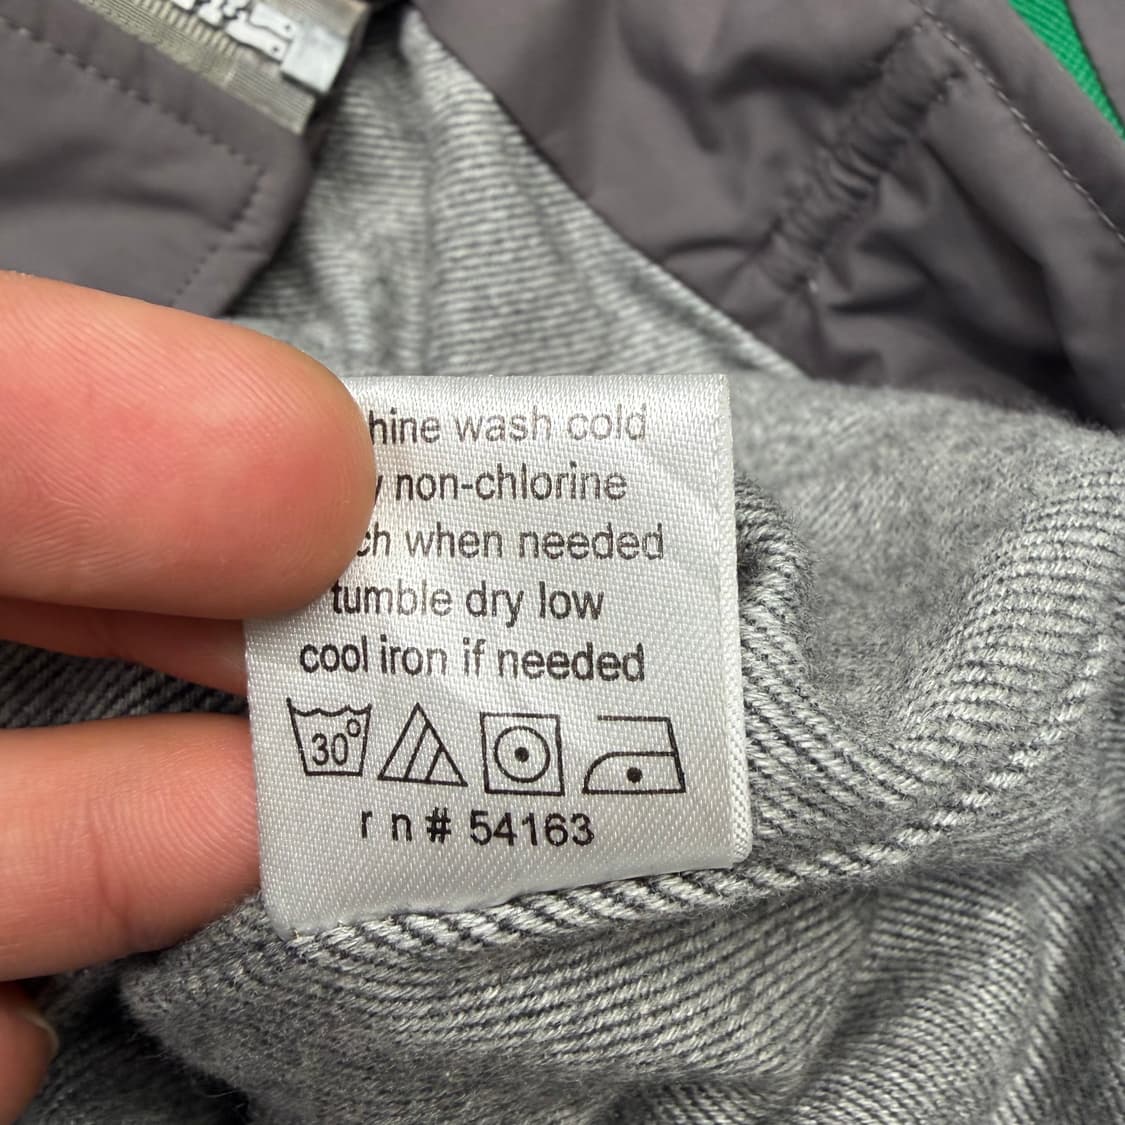 hine wash cold
y non-chlorine
ch when needed
tumble dry low
cool iron if needed
30°
r n # 54163